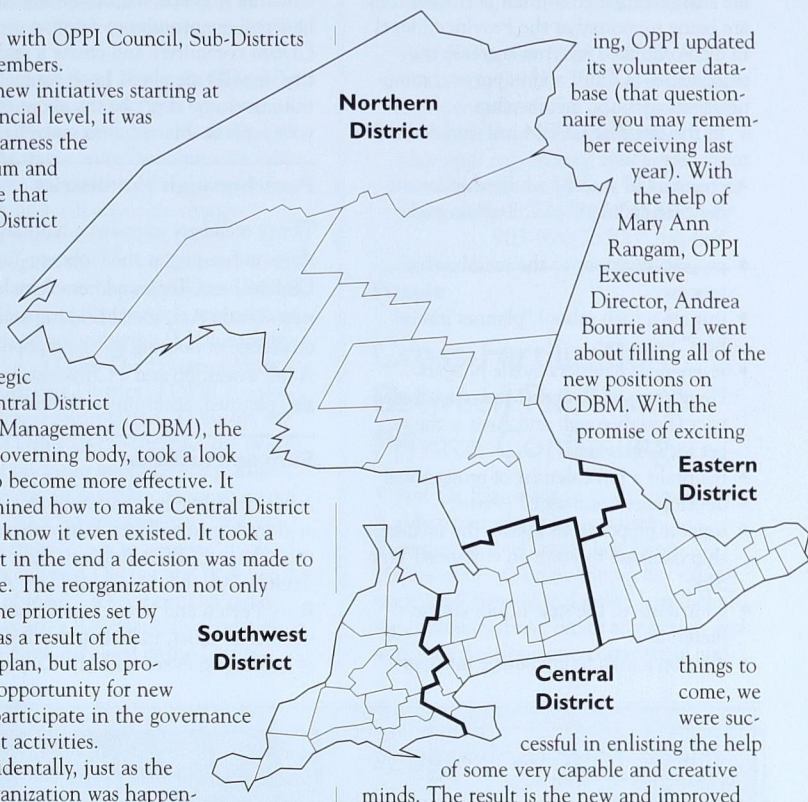 with OPPI Council, Sub-Districts
embers.
new initiatives starting at
ncial level, it was
arness the
um and
e that
District
egic
ntral District
Management (CDBM), the
overning body, took a look
o become more effective. It
mined how to make Central District
know it even existed. It took a
t in the end a decision was made to
e. The reorganization not only
ne priorities set by
as a result of the
plan, but also pro-
opportunity for new
participate in the governance
t activities.
identally, just as the
anization was happen-
ing, OPPI updated
its volunteer data-
base (that question-
naire you may remem-
ber receiving last
year). With
the help of
Mary Ann
Rangam, OPPI
Executive
Director, Andrea
Bourrie and I went
about filling all of the
new positions on
CDBM. With the
promise of exciting
things to
come, we
were suc-
cessful in enlisting the help
of some very capable and creative
minds. The result is the new and improved
Northern
District
Eastern
District
Southwest
District
Central
District